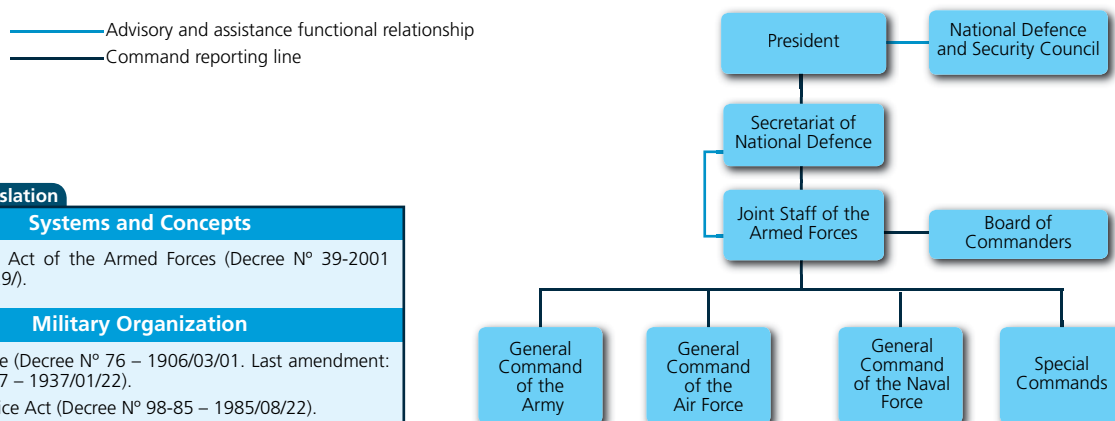 Advisory and assistance functional relationship
Command reporting line
President
National Defence
and Security Council
Secretariat of
National Defence
Joint Staff of the
Armed Forces
Board of
Commanders
General
Command
of the
Army
General
Command
of the
Air Force
General
Command
of the Naval
Force
Special
Commands
slation
Systems and Concepts
Act of the Armed Forces (Decree Nº 39-2001
9/).
Military Organization
e (Decree Nº 76 – 1906/03/01. Last amendment:
7 – 1937/01/22).
ice Act (Decree Nº 98-85 – 1985/08/22).